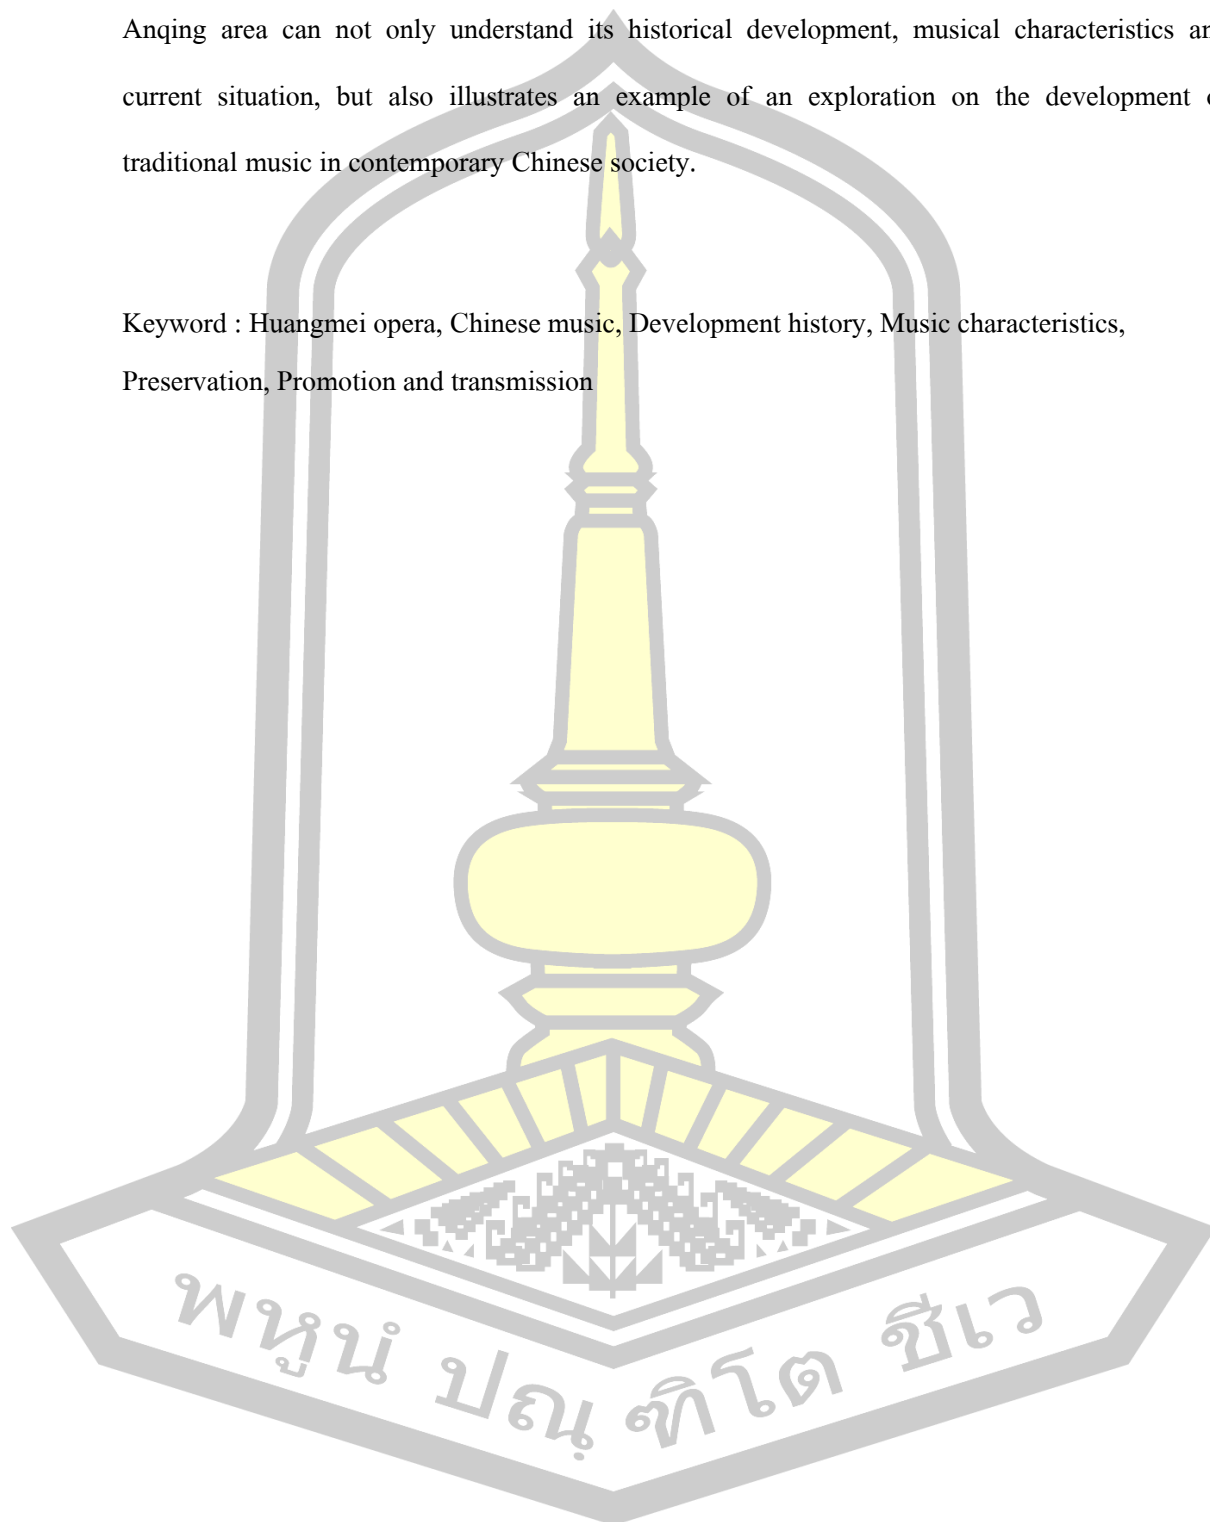 Anqing area can not only understand its historical development, musical characteristics an
current situation, but also illustrates an example of an exploration on the development o
traditional music in contemporary Chinese society.
Keyword : Huangmei opera, Chinese music, Development history, Music characteristics,
Preservation, Promotion and transmission
พหูนํ ปณฺฑิโต ชีเว